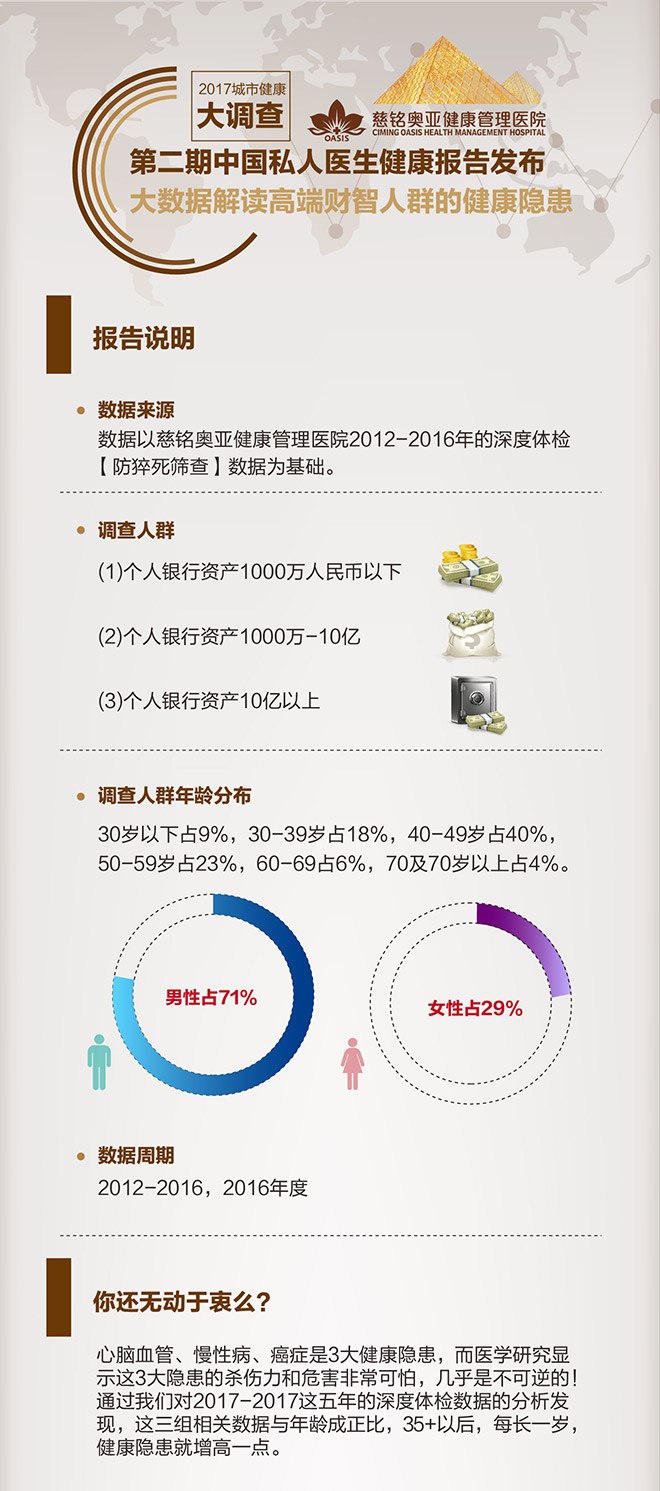 2017城市健康
大调查
OASIS
慈铭奥亚健康管理医院
CIMING OASIS HEALTH MANAGEMENT HOSPITAL
第二期中国私人医生健康报告发布
大数据解读高端财智人群的健康隐患
报告说明
数据来源
数据以慈铭奥亚健康管理医院2012-2016年的深度体检
【防猝死筛查】数据为基础。
调查人群
(1)个人银行资产1000万人民币以下
(2)个人银行资产1000万-10亿
(3)个人银行资产10亿以上
调查人群年龄分布
30岁以下占9%，30-39岁占18%，40-49岁占40%，
50-59岁占23%，60-69占6%，70及70岁以上占4%。
男性占71%
女性占29%
数据周期
2012-2016，2016年度
你还无动于衷么？
心脑血管、慢性病、癌症是3大健康隐患，而医学研究显
示这3大隐患的杀伤力和危害非常可怕，几乎是不可逆的！
通过我们对2017-2017这五年的深度体检数据的分析发
现，这三组相关数据与年龄成正比，35+以后，每长一岁，
健康隐患就增高一点。